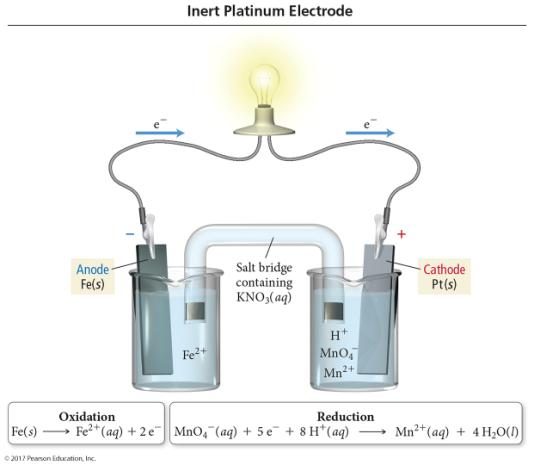 Inert Platinum Electrode
e⁻
e⁻
−
+
Anode
Fe(s)
Salt bridge
containing
KNO₃(aq)
Cathode
Pt(s)
Fe²⁺
H⁺
MnO₄⁻
Mn²⁺
Oxidation
Fe(s) ⟶ Fe²⁺(aq) + 2 e⁻
Reduction
MnO₄⁻(aq) + 5 e⁻ + 8 H⁺(aq) ⟶ Mn²⁺(aq) + 4 H₂O(l)
© 2017 Pearson Education, Inc.